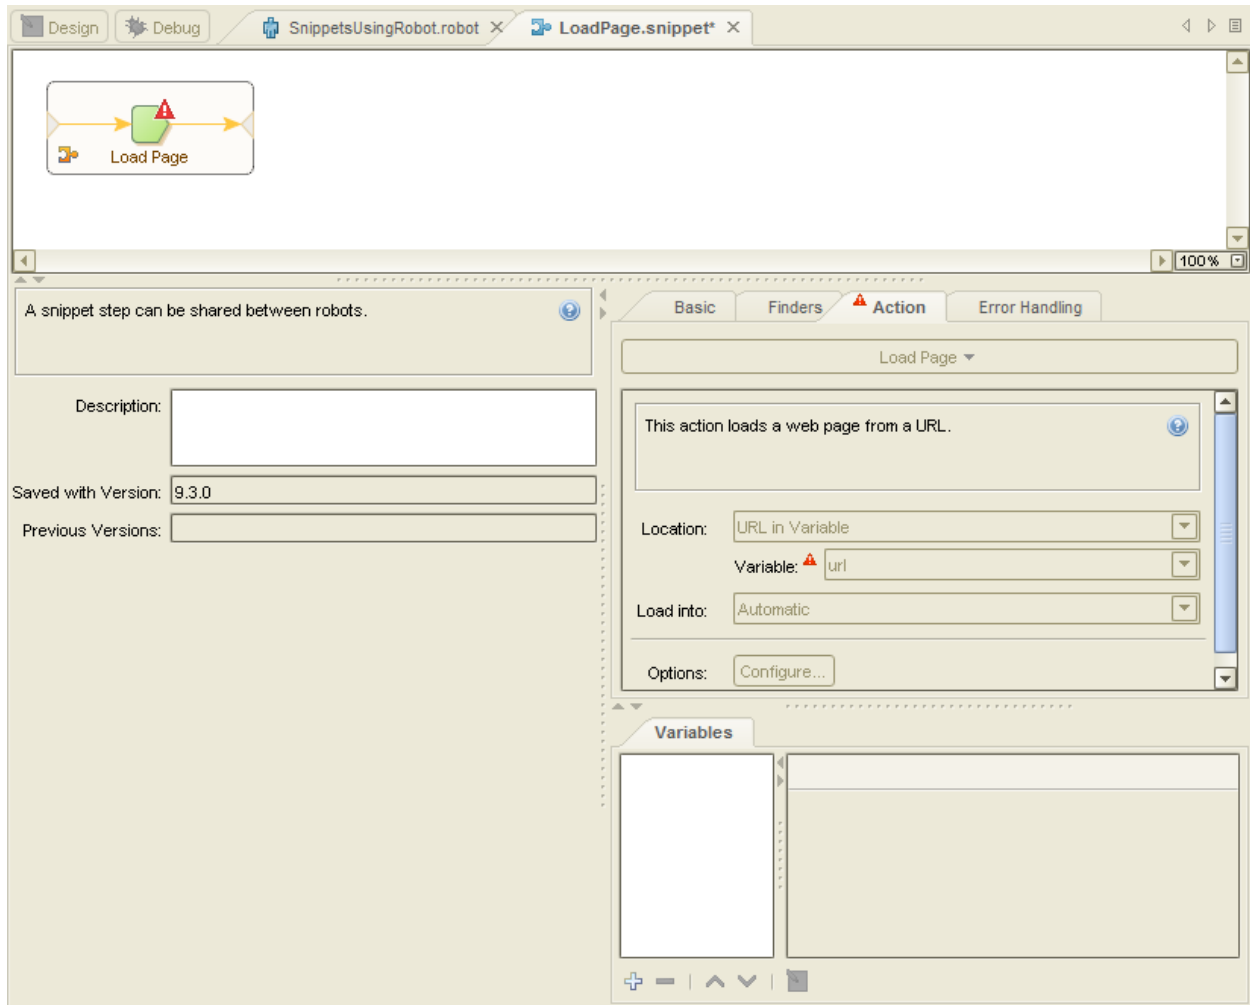 Design Debug SnippetsUsingRobot.robot LoadPage.snippet*
Load Page
100%
A snippet step can be shared between robots.
Description:
Saved with Version: 9.3.0
Previous Versions:
Basic Finders Action Error Handling
Load Page
This action loads a web page from a URL.
Location: URL in Variable
Variable: url
Load into: Automatic
Options: Configure...
Variables